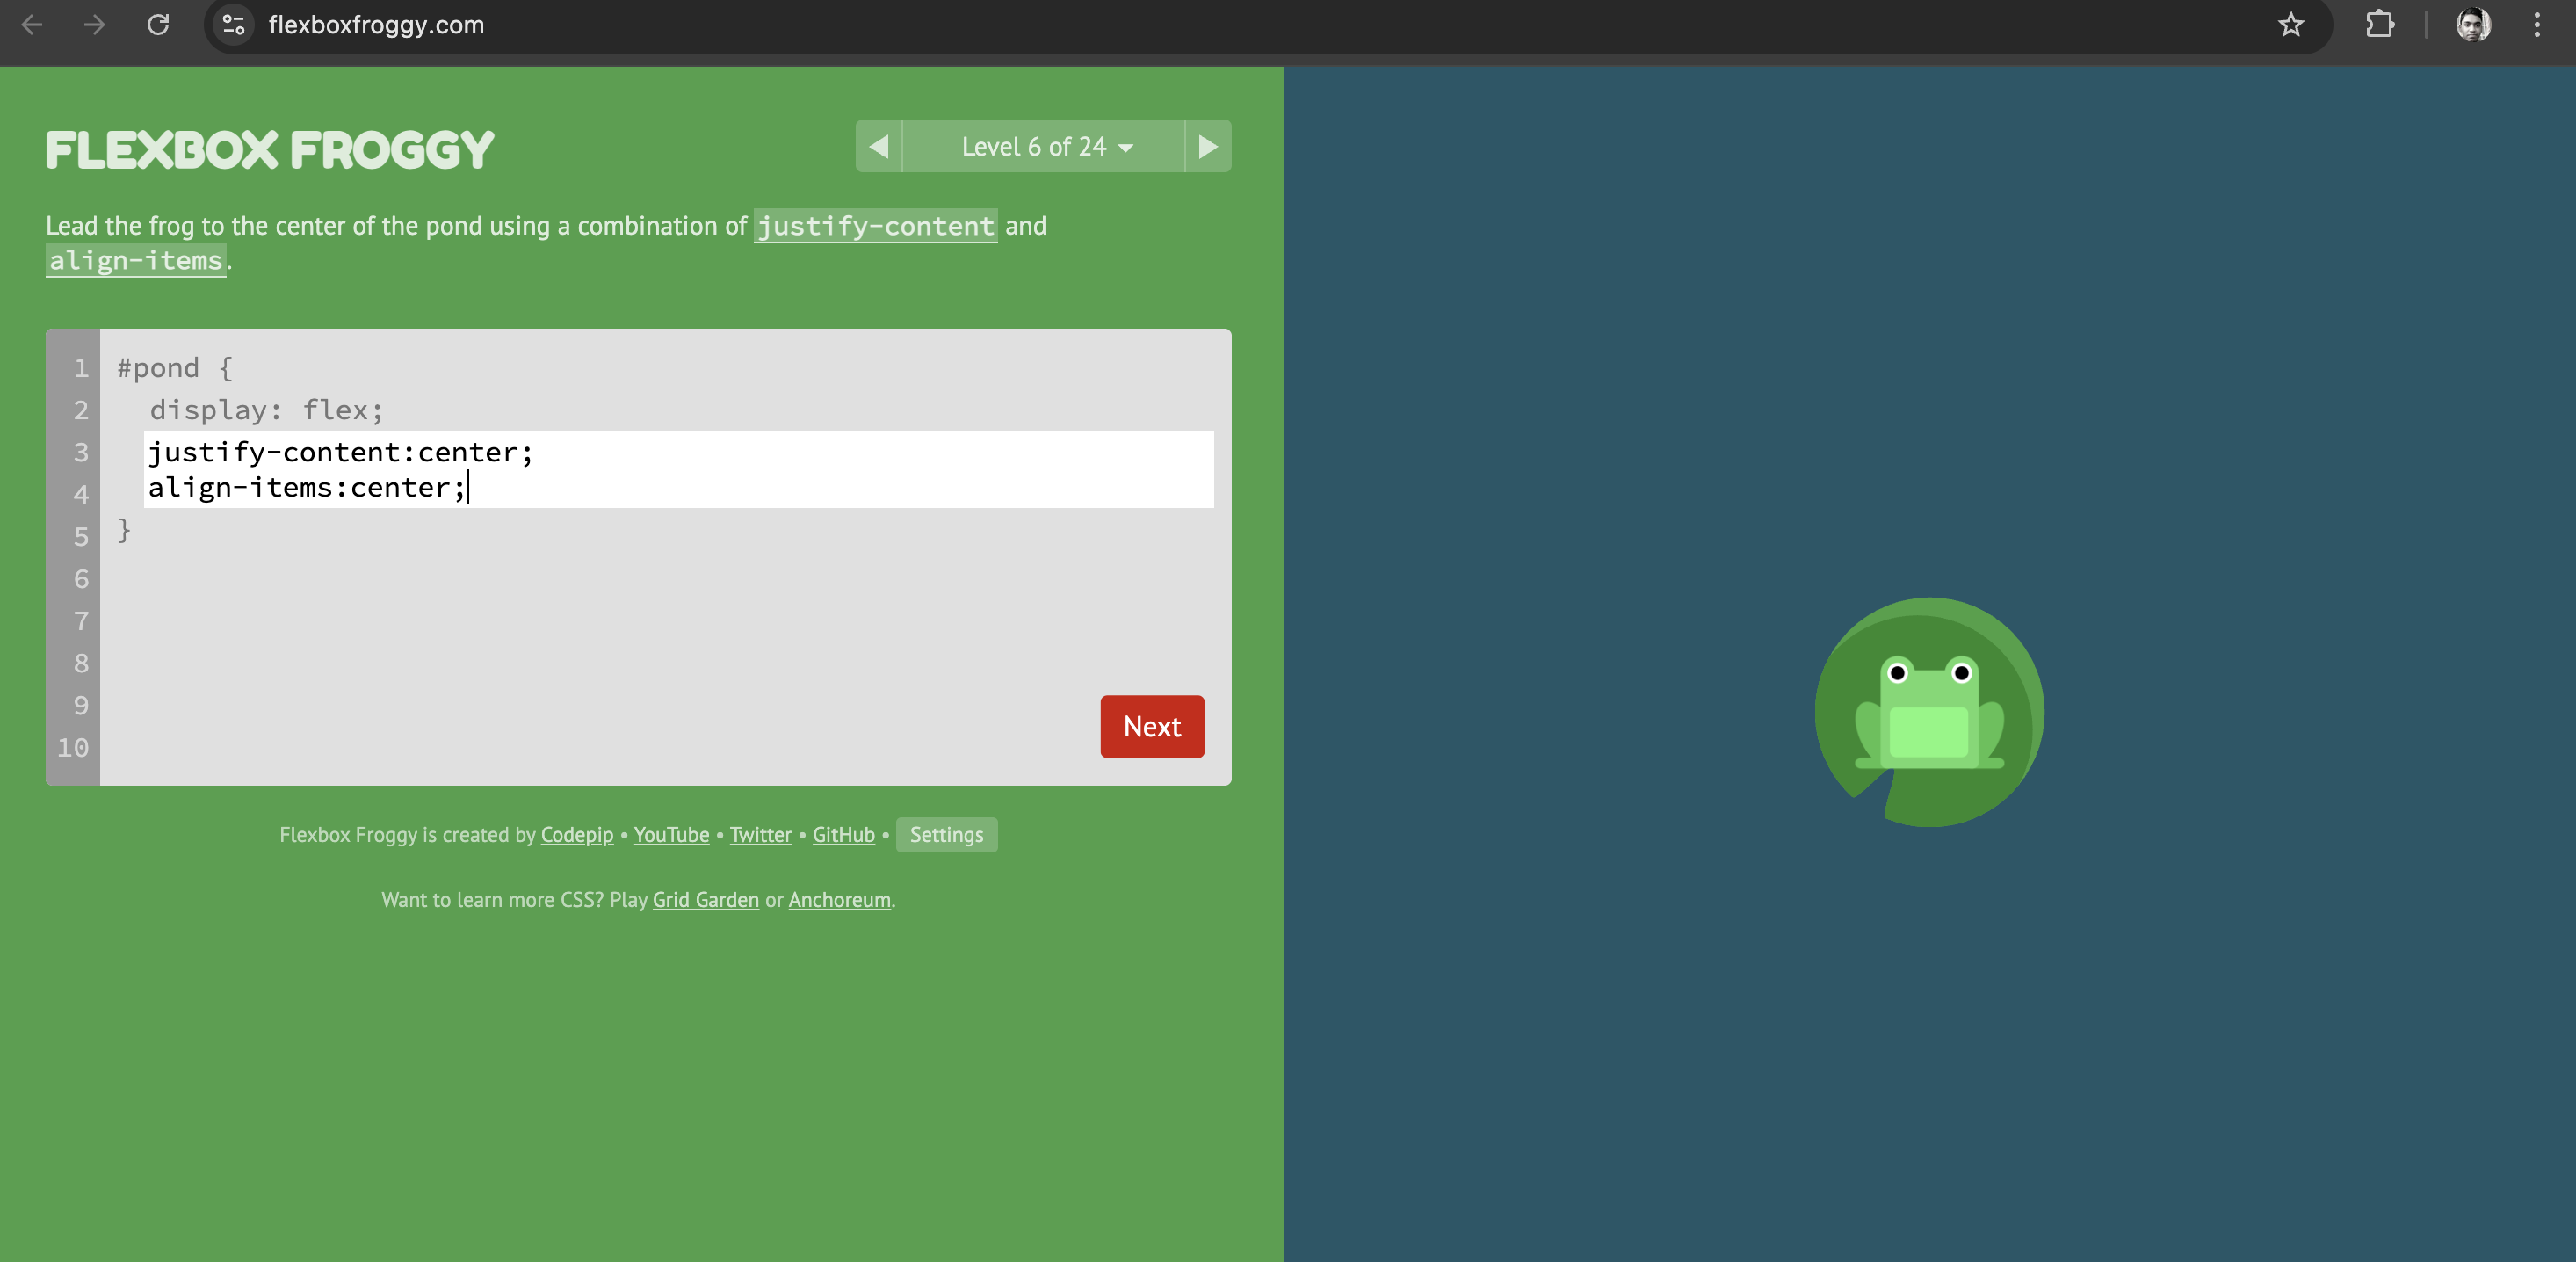 flexboxfroggy.com
FLEXBOX FROGGY
Level 6 of 24
Lead the frog to the center of the pond using a combination of justify-content and
align-items.
1 #pond {
2 display: flex;
3 justify-content:center;
4 align-items:center;
5 }
6
7
8
9
10
Next
Flexbox Froggy is created by Codepip • YouTube • Twitter • GitHub • Settings
Want to learn more CSS? Play Grid Garden or Anchoreum.